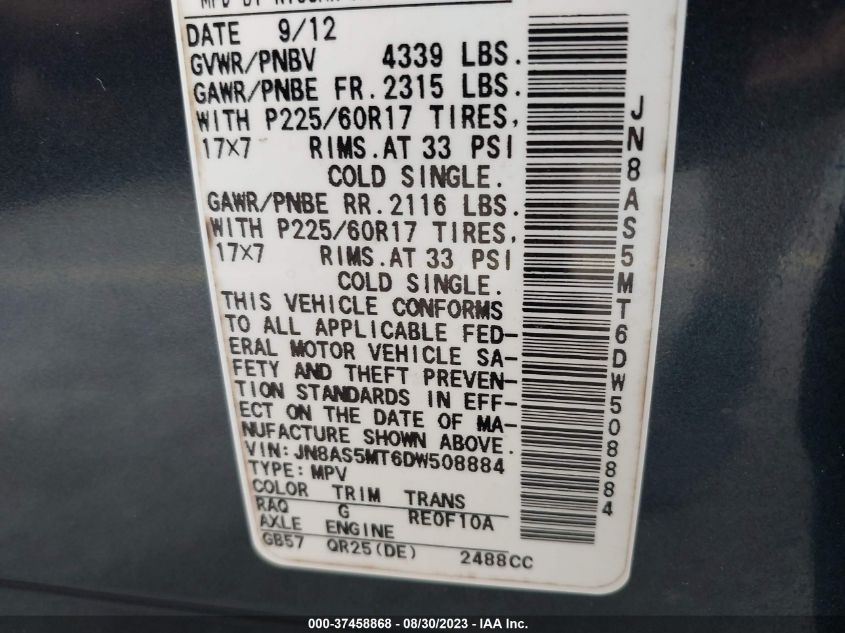 MFD BY
DATE 9/12
GVWR/PNBV 4339 LBS.
GAWR/PNBE FR. 2315 LBS.
WITH P225/60R17 TIRES,
17X7 RIMS. AT 33 PSI
COLD SINGLE.
GAWR/PNBE RR. 2116 LBS.
WITH P225/60R17 TIRES,
17X7 RIMS. AT 33 PSI
COLD SINGLE.
THIS VEHICLE CONFORMS
TO ALL APPLICABLE FED-
ERAL MOTOR VEHICLE SA-
FETY AND THEFT PREVEN-
TION STANDARDS IN EFF-
ECT ON THE DATE OF MA-
NUFACTURE SHOWN ABOVE.
VIN: JN8AS5MT6DW508884
TYPE: MPV
COLOR TRIM TRANS
RAQ G RE0F10A
AXLE ENGINE
GB57 QR25(DE) 2488CC
JN8AS5MT6DW508884
000-37458868 - 08/30/2023 - IAA Inc.